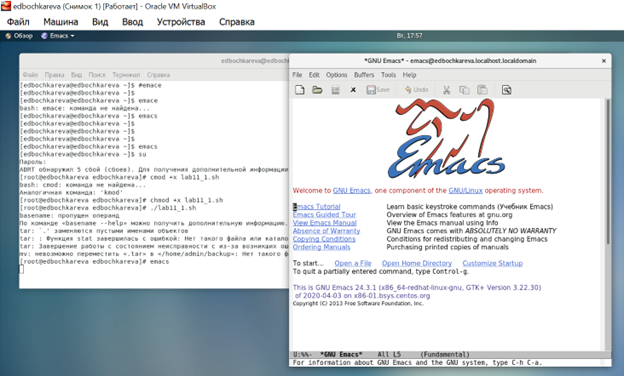 edbochkareva (Снимок 1) [Работает] - Oracle VM VirtualBox
Файл Машина Вид Ввод Устройства Справка
Обзор Emacs Вт, 17:57
edbochkareva@edbochkareva
Файл Правка Вид Поиск Терминал Справка
[edbochkareva@edbochkareva ~]$ #emace
[edbochkareva@edbochkareva ~]$
[edbochkareva@edbochkareva ~]$ emace
bash: emace: команда не найдена...
[edbochkareva@edbochkareva ~]$ emacs
[edbochkareva@edbochkareva ~]$
[edbochkareva@edbochkareva ~]$
[edbochkareva@edbochkareva ~]$
[edbochkareva@edbochkareva ~]$ emacs
[edbochkareva@edbochkareva ~]$ su
Пароль:
ABRT обнаружил 5 сбой (сбоев). Для получения дополнительной информации
[root@edbochkareva edbochkareva]# cmd +x lab11_1.sh
bash: cmd: команда не найдена...
Аналогичная команда: 'kmod'
[root@edbochkareva edbochkareva]# chmod +x lab11_1.sh
[root@edbochkareva edbochkareva]# ./lab11_1.sh
basename: пропущен операнд
По команде «basename --help» можно получить дополнительную информацию.
tar: `.' заменяются пустыми именами объектов
tar: : Функция stat завершилась с ошибкой: Нет такого файла или катало
tar: Завершение работы с состоянием неисправности с из-за возникших о
mv: невозможно переместить «.tar» в «/home/admin/backup»: Нет такого ф
[root@edbochkareva edbochkareva]# emacs
*GNU Emacs* - emacs@edbochkareva.localhost.localdomain
File Edit Options Buffers Tools Help
Save Undo
Emacs
Welcome to GNU Emacs, one component of the GNU/Linux operating system.
Emacs Tutorial Learn basic keystroke commands (Учебник Emacs)
Emacs Guided Tour Overview of Emacs features at gnu.org
View Emacs Manual View the Emacs manual using Info
Absence of Warranty GNU Emacs comes with ABSOLUTELY NO WARRANTY
Copying Conditions Conditions for redistributing and changing Emacs
Ordering Manuals Purchasing printed copies of manuals
To start... Open a File Open Home Directory Customize Startup
To quit a partially entered command, type Control-g.
This is GNU Emacs 24.3.1 (x86_64-redhat-linux-gnu, GTK+ Version 3.22.30)
of 2020-04-03 on x86-01.bsys.centos.org
Copyright (C) 2013 Free Software Foundation, Inc.
U:%%- *GNU Emacs* All L5 (Fundamental)
For information about GNU Emacs and the GNU system, type C-h C-a.